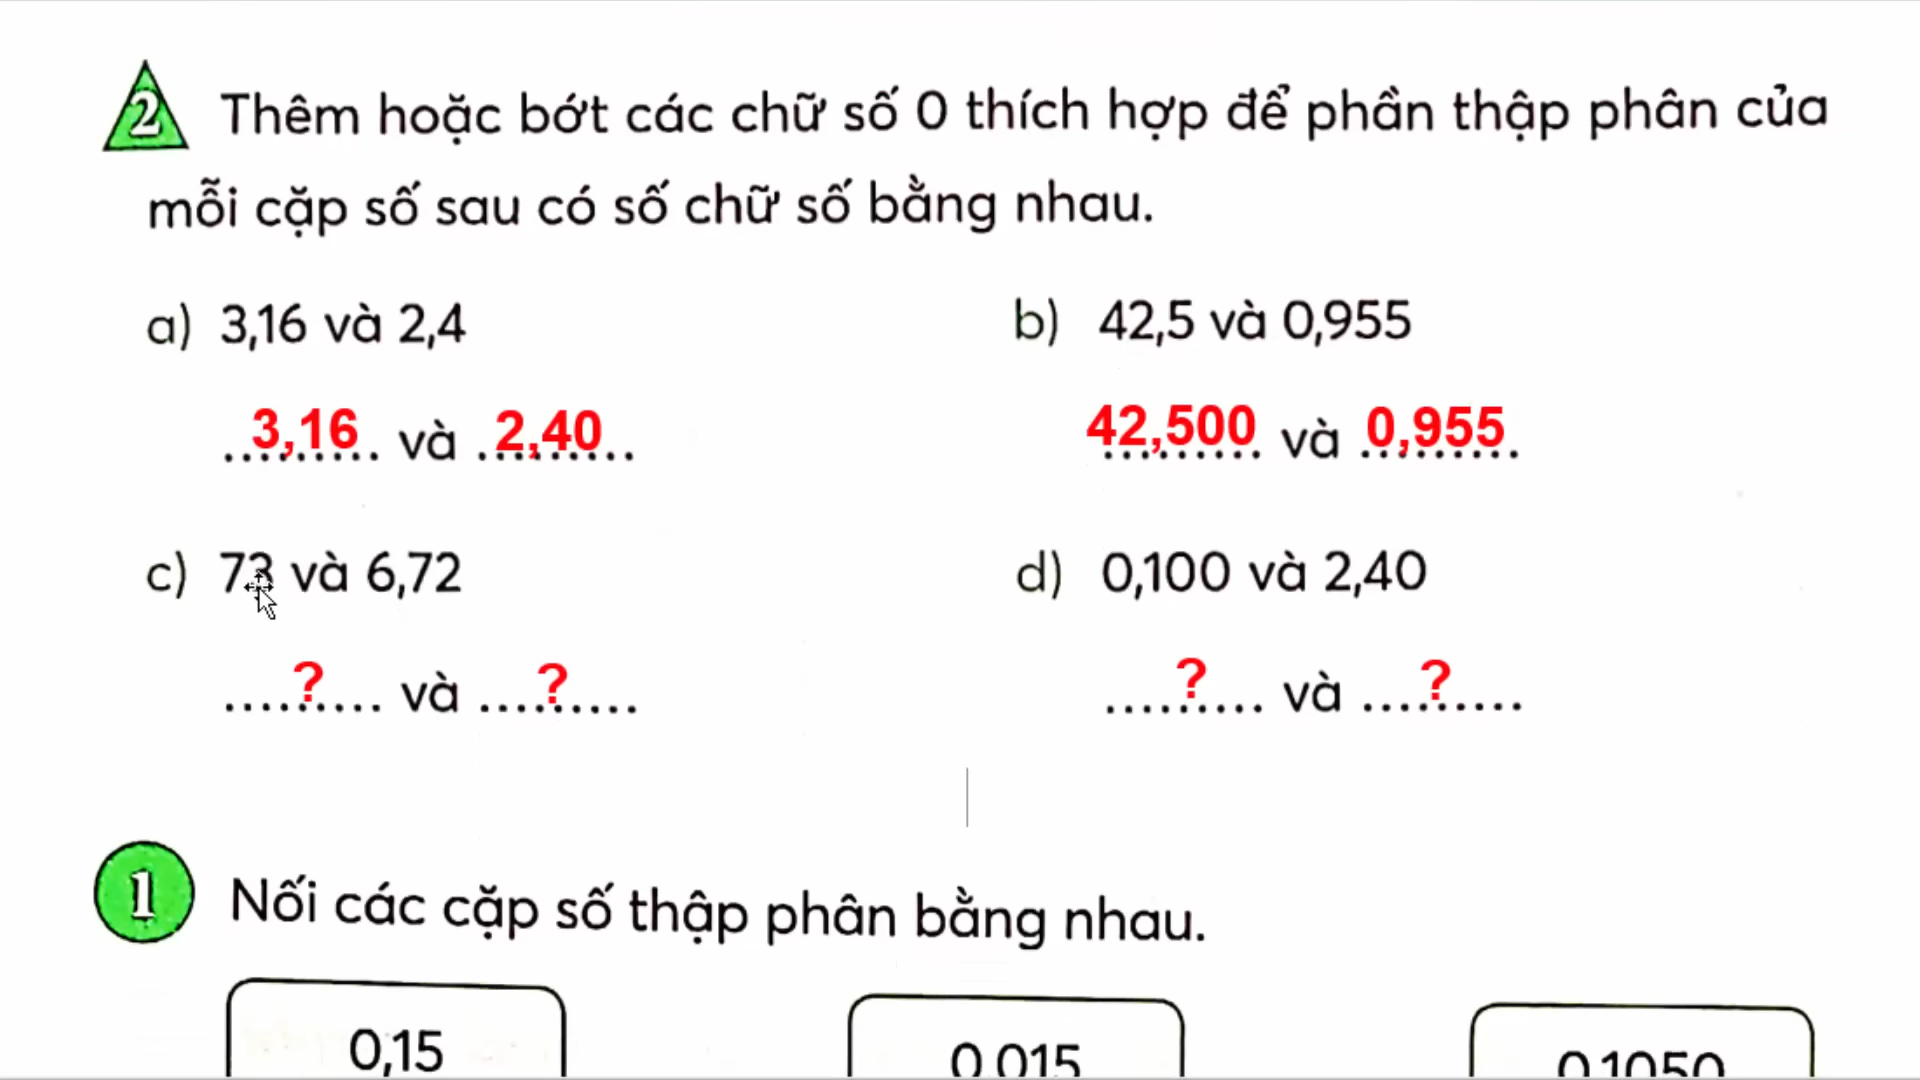 2 Thêm hoặc bớt các chữ số 0 thích hợp để phần thập phân của
mỗi cặp số sau có số chữ số bằng nhau.
a) 3,16 và 2,4 b) 42,5 và 0,955
3,16 và 2,40 42,500 và 0,955
c) 73 và 6,72 d) 0,100 và 2,40
.....?.... và ....?..... ....?..... và ....?.....
1 Nối các cặp số thập phân bằng nhau.
0,15 0 015 0 1050